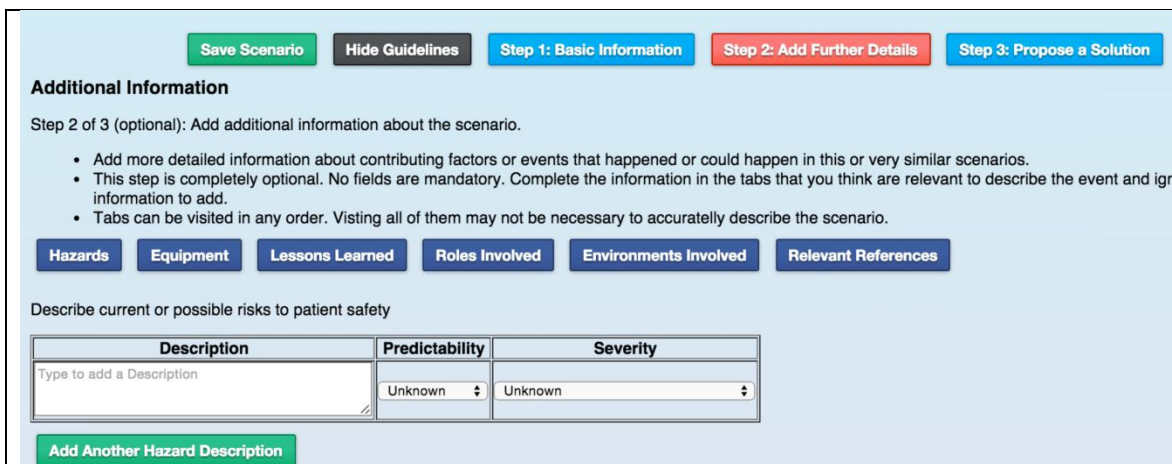 Save Scenario Hide Guidelines Step 1: Basic Information Step 2: Add Further Details Step 3: Propose a Solution
Additional Information
Step 2 of 3 (optional): Add additional information about the scenario.
• Add more detailed information about contributing factors or events that happened or could happen in this or very similar scenarios.
• This step is completely optional. No fields are mandatory. Complete the information in the tabs that you think are relevant to describe the event and
information to add.
• Tabs can be visited in any order. Visting all of them may not be necessary to accuratelly describe the scenario.
Hazards Equipment Lessons Learned Roles Involved Environments Involved Relevant References
Describe current or possible risks to patient safety
Description Predictability Severity
Type to add a Description
Unknown Unknown
Add Another Hazard Description